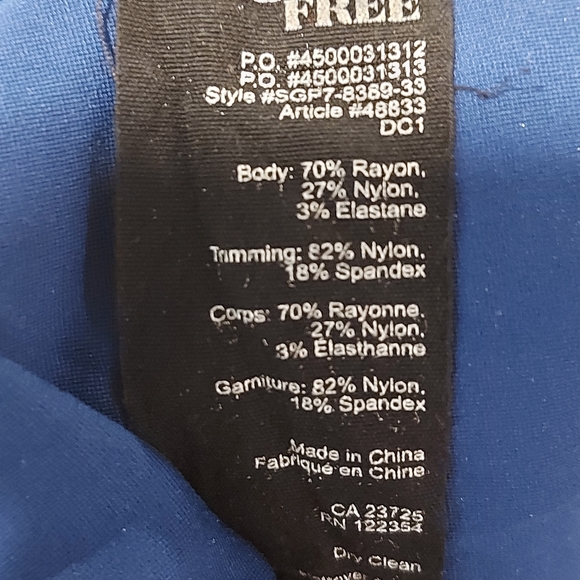 FREE
P.O. #4500031312
P.O. #4500031313
Style #SGF7-8389-33
Article #48833
DC1
Body: 70% Rayon,
27% Nylon,
3% Elastane
Trimming: 82% Nylon,
18% Spandex
Corps: 70% Rayonne,
27% Nylon,
3% Élasthanne
Garniture: 82% Nylon,
18% Spandex
Made in China
Fabriqué en Chine
CA 23725
RN 122354
Dry Clean